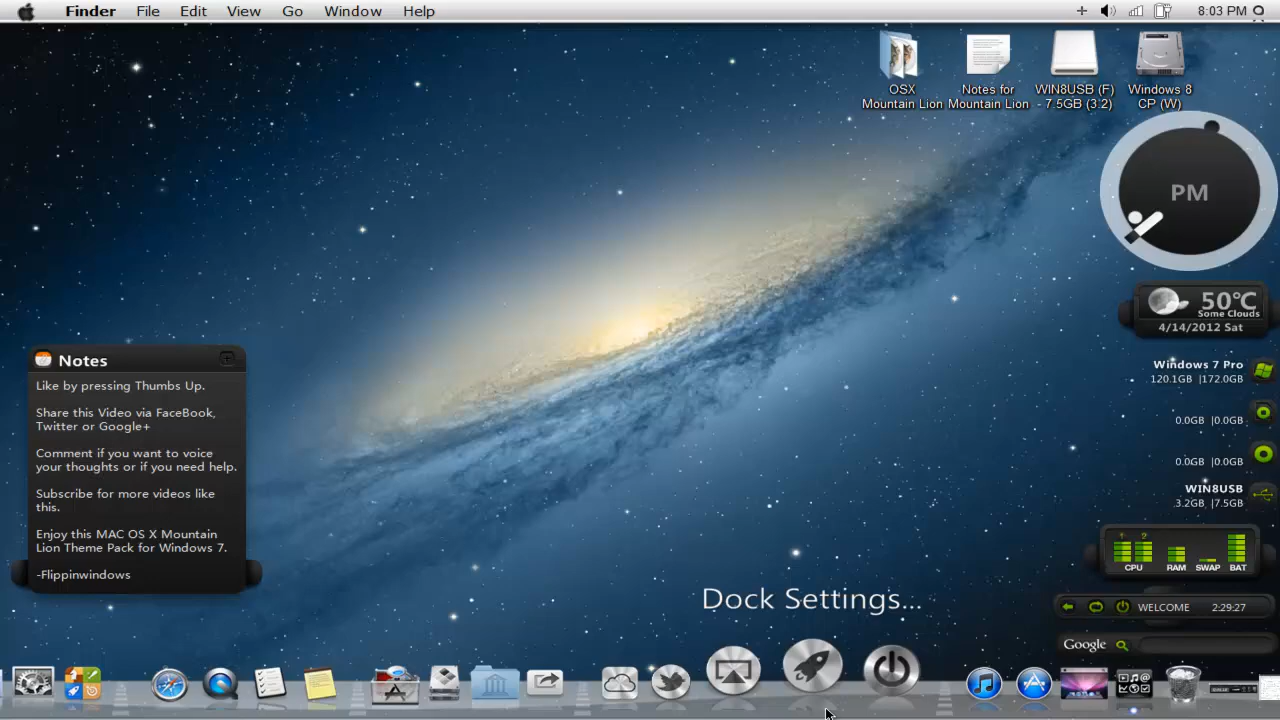 Finder File Edit View Go Window Help
8:03 PM
OSX
Mountain Lion
Notes for
Mountain Lion
WIN8USB (F)
- 7.5GB (3:2)
Windows 8
CP (W)
PM
50°C
Some Clouds
4/14/2012 Sat
Notes
Like by pressing Thumbs Up.
Share this Video via FaceBook,
Twitter or Google+
Comment if you want to voice
your thoughts or if you need help.
Subscribe for more videos like
this.
Enjoy this MAC OS X Mountain
Lion Theme Pack for Windows 7.
-Flippinwindows
Windows 7 Pro
120.1GB |172.0GB
0.0GB |0.0GB
0.0GB |0.0GB
WIN8USB
3.2GB |7.5GB
1 2
CPU RAM SWAP BAT
WELCOME 2:29:27
Google
Dock Settings...